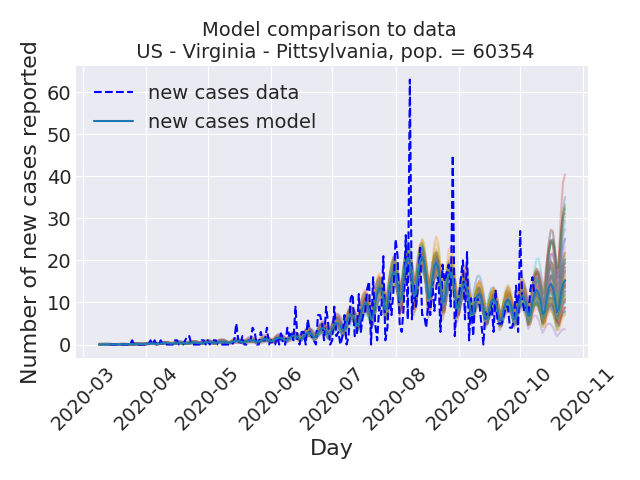 Model comparison to data
US - Virginia - Pittsylvania, pop. = 60354
Number of new cases reported
60
50
40
30
20
10
0
new cases data
new cases model
2020-03
2020-04
2020-05
2020-06
2020-07
2020-08
2020-09
2020-10
2020-11
Day